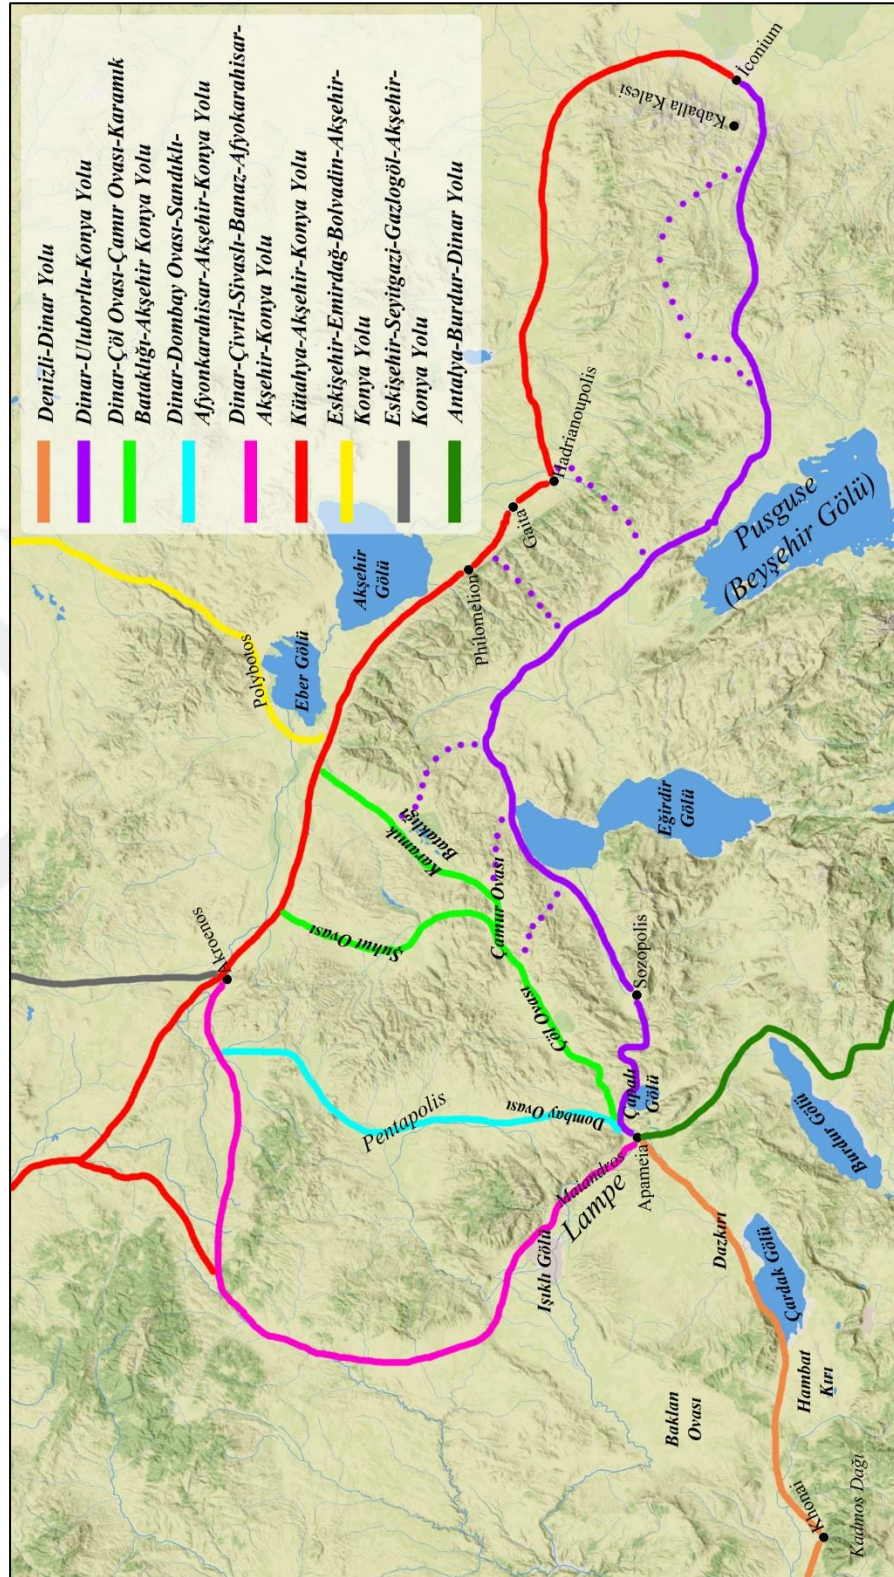 Denizli-Dinar Yolu
Dinar-Uluborlu-Konya Yolu
Dinar-Çöl Ovası-Çamır Ovası-Karamık
Bataklığı-Akşehir Konya Yolu
Dinar-Dombay Ovası-Sandıklı-
Afyonkarahisar-Akşehir-Konya Yolu
Dinar-Çivril-Sivaslı-Banaz-Afyokarahisar-
Akşehir-Konya Yolu
Kütahya-Akşehir-Konya Yolu
Eskişehir-Emirdağ-Bolvadin-Akşehir-
Konya Yolu
Eskişehir-Seyitgazi-Gazlogöl-Akşehir-
Konya Yolu
Antalya-Burdur-Dinar Yolu
Akroenos
Polybotos
Eber Gölü
Akşehir
Gölü
Suhut Ovası
Karamık
Bataklığı
Pentapolis
Philomelion
Gaita
Hadrianoupolis
Çamur Ovası
Çöl Ovası
Işıklı Gölü
Maiandros
Lampe
Dombay Ovası
Apameia
Çapalı
Gölü
Sozopolis
Eğirdir
Gölü
Pusguse
(Beyşehir Gölü)
Kaballa Kalesi
İconium
Baklan
Ovası
Dazkırı
Çardak Gölü
Burdur Gölü
Hambat
Kırı
Khonai
Kadmos Dağı